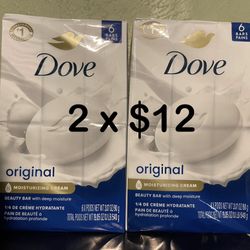 6
BARS
PAINS
Dove
original
MOISTURIZING CREAM
BEAUTY BAR with deep moisture
1/4 DE CRÈME HYDRATANTE
PAIN DE BEAUTÉ ô
hydratation profonde
6
BARS
PAINS
Dove
original
MOISTURIZING CREAM
BEAUTY BAR with deep moisture
1/4 DE CRÈME HYDRATANTE
PAIN DE BEAUTÉ ô
hydratation profonde
2 x $12